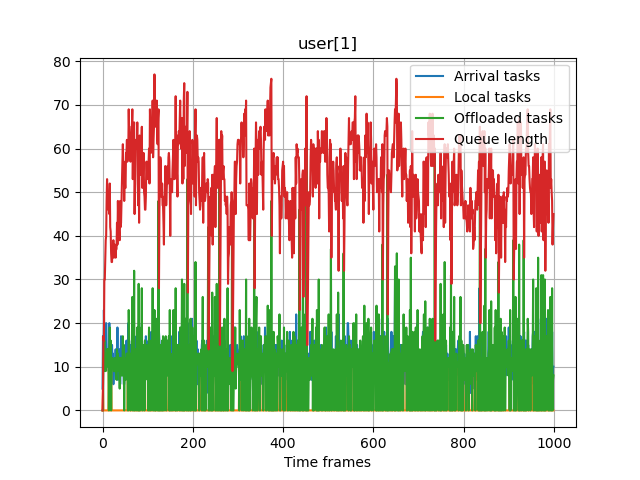 user[1]
80
70
60
50
40
30
20
10
0
Arrival tasks
Local tasks
Offloaded tasks
Queue length
0 200 400 600 800 1000
Time frames